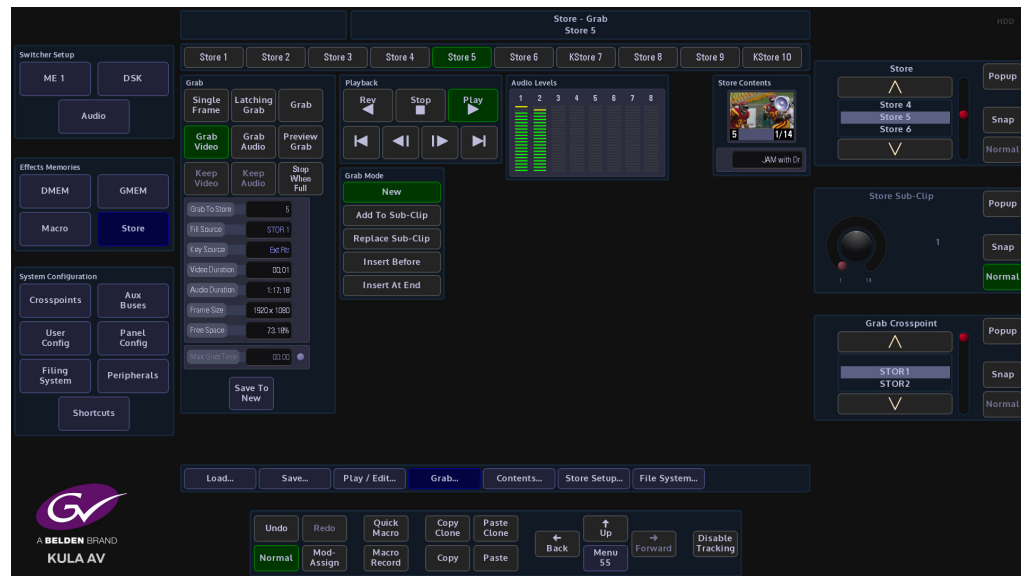 Store - Grab
Store 5
HDD
Switcher Setup
ME 1
DSK
Audio
Effects Memories
DMEM
GMEM
Macro
Store
System Configuration
Crosspoints
Aux
Buses
User
Config
Panel
Config
Filing
System
Peripherals
Shortcuts
Store 1
Store 2
Store 3
Store 4
Store 5
Store 6
KStore 7
Store 8
Store 9
KStore 10
Grab
Single
Frame
Latching
Grab
Grab
Grab
Video
Grab
Audio
Preview
Grab
Keep
Video
Keep
Audio
Stop
When
Full
Grab To Store
5
Fill Source
STOR 1
Key Source
Ext Rtr
Video Duration
00:01
Audio Duration
1:17:18
Frame Size
1920 x 1080
Free Space
73.18%
Max Grab Time
00:00
Save To
New
Playback
Rev
Stop
Play
Grab Mode
New
Add To Sub-Clip
Replace Sub-Clip
Insert Before
Insert At End
Audio Levels
1 2 3 4 5 6 7 8
Store Contents
5
1/14
JAM with Dr
Store
Store 4
Store 5
Store 6
Popup
Snap
Normal
Store Sub-Clip
1
1
14
Popup
Snap
Normal
Grab Crosspoint
STOR1
STOR2
Popup
Snap
Normal
Load...
Save...
Play / Edit...
Grab...
Contents...
Store Setup...
File System...
GV
A BELDEN BRAND
KULA AV
Undo
Redo
Quick
Macro
Copy
Clone
Paste
Clone
Normal
Mod-
Assign
Macro
Record
Copy
Paste
Back
Up
Menu
55
Forward
Disable
Tracking